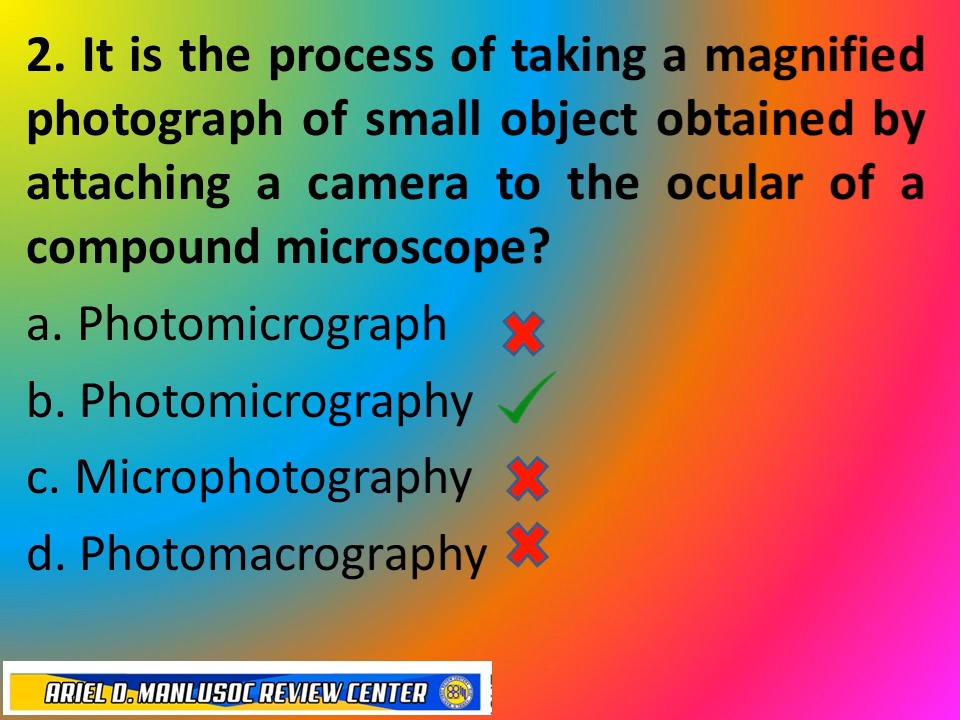 2. It is the process of taking a magnified
photograph of small object obtained by
attaching a camera to the ocular of a
compound microscope?
a. Photomicrograph
b. Photomicrography
c. Microphotography
d. Photomacrography
ARIEL D. MANLUSOC REVIEW CENTER